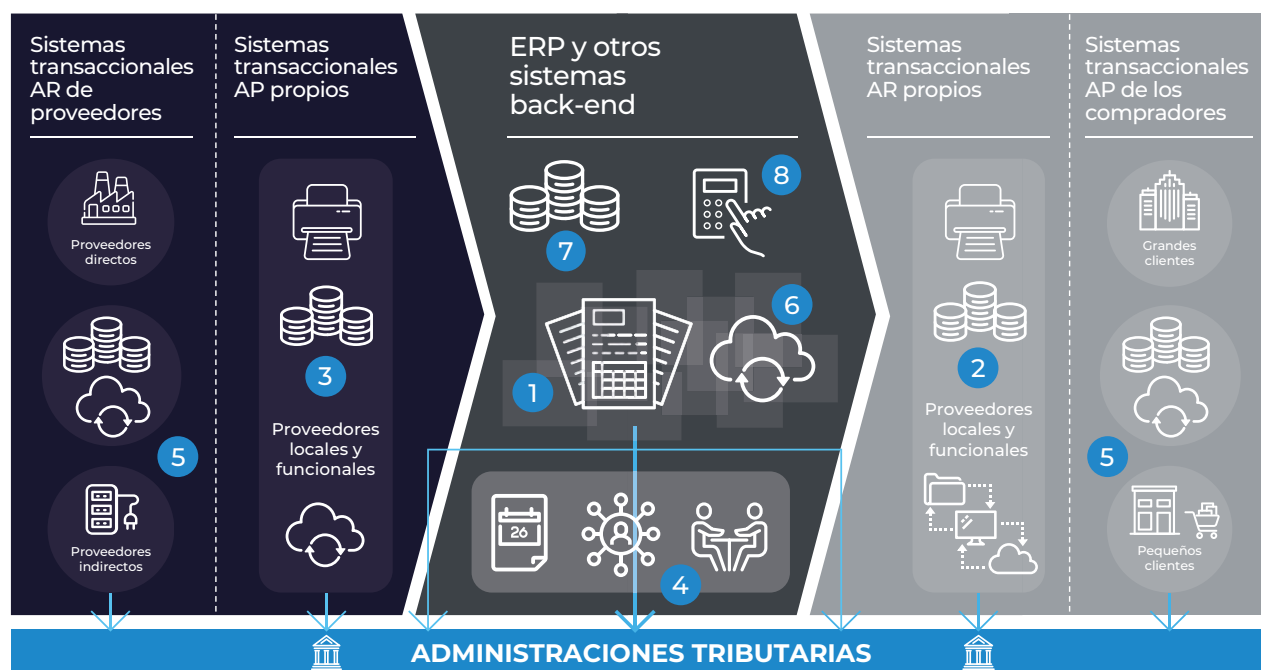 Sistemas
transaccionales
AR de
proveedores
Proveedores
directos
5
Proveedores
indirectos
Sistemas
transaccionales
AP propios
3
Proveedores
locales y
funcionales
ERP y otros
sistemas
back-end
7
8
6
1
26
4
Sistemas
transaccionales
AR propios
2
Proveedores
locales y
funcionales
Sistemas
transaccionales
AP de los
compradores
Grandes
clientes
5
Pequeños
clientes
ADMINISTRACIONES TRIBUTARIAS